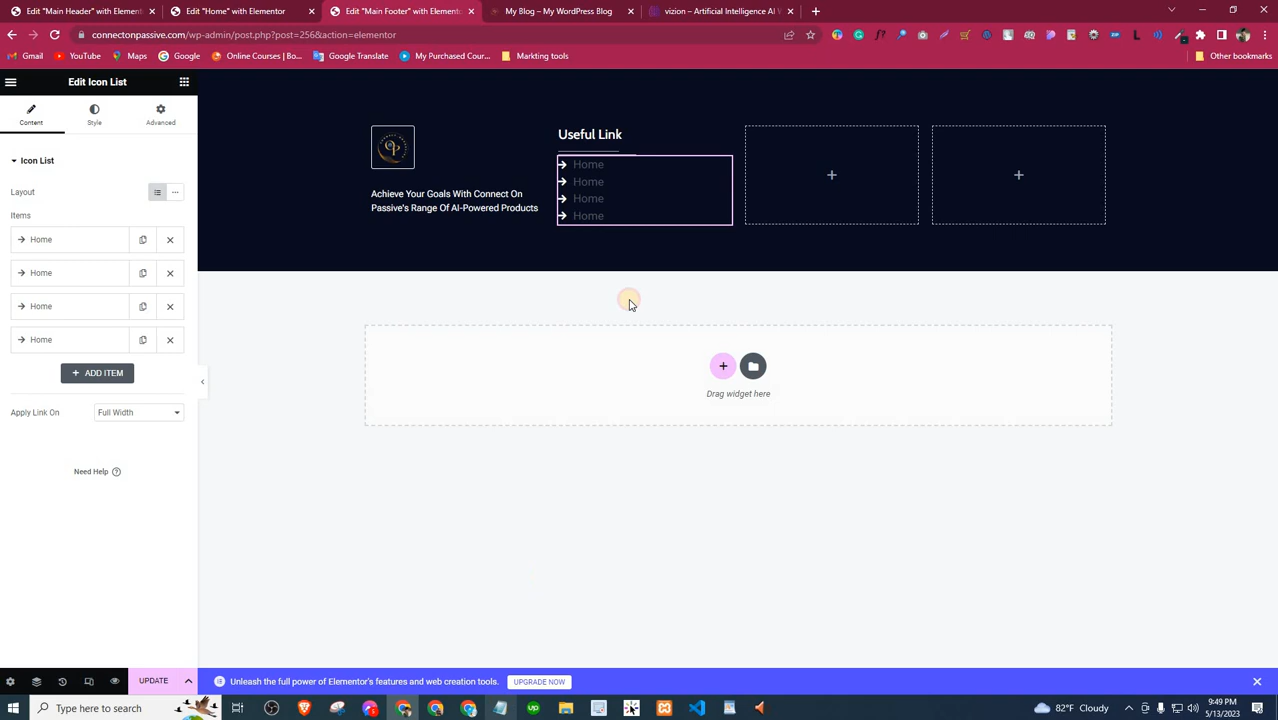 Edit "Main Header" with Element
Edit "Home" with Elementor
Edit "Main Footer" with Elemento
My Blog – My WordPress Blog
vizion – Artificial Intelligence AI W
connectonpassive.com/wp-admin/post.php?post=256&action=elementor
Gmail
YouTube
Maps
Google
Online Courses | Bo...
Google Translate
My Purchased Cour...
Markting tools
Other bookmarks
Edit Icon List
Content
Style
Advanced
Icon List
Layout
Items
Home
Home
Home
Home
+ ADD ITEM
Apply Link On
Full Width
Need Help
UPDATE
Achieve Your Goals With Connect On
Passive's Range Of AI-Powered Products
Useful Link
Home
Home
Home
Home
Drag widget here
Unleash the full power of Elementor's features and web creation tools.
UPGRADE NOW
Type here to search
82°F Cloudy
9:49 PM
5/13/2023